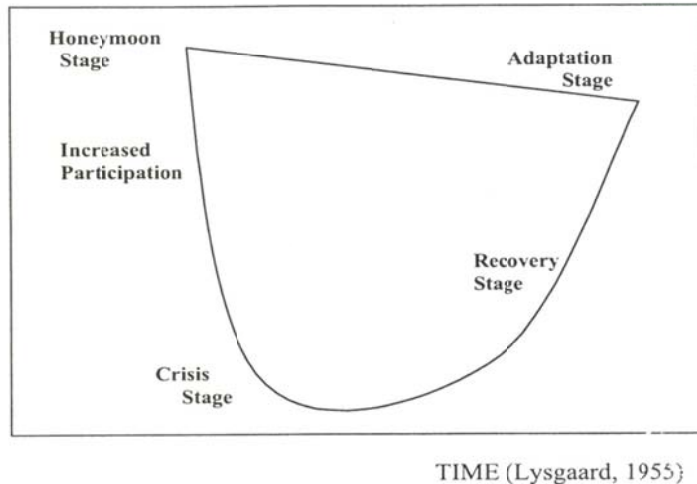 Honeymoon
Stage
Adaptation
Stage
Increased
Participation
Recovery
Stage
Crisis
Stage
TIME (Lysgaard, 1955)